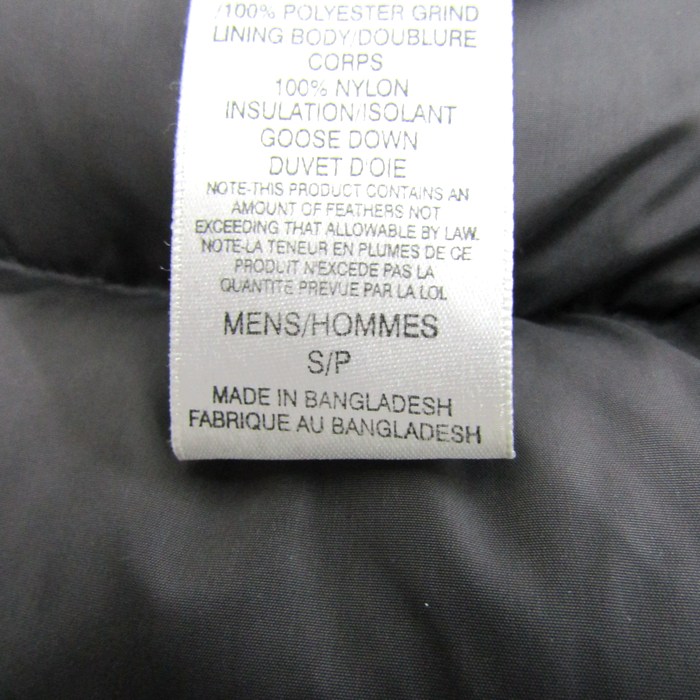 /100% POLYESTER GRIND
LINING BODY/DOUBLURE
CORPS
100% NYLON
INSULATION/ISOLANT
GOOSE DOWN
DUVET D'OIE
NOTE-THIS PRODUCT CONTAINS AN
AMOUNT OF FEATHERS NOT
EXCEEDING THAT ALLOWABLE BY LAW.
NOTE-LA TENEUR EN PLUMES DE CE
PRODUIT N'EXCEDE PAS LA
QUANTITE PREVUE PAR LA LOI.
MENS/HOMMES
S/P
MADE IN BANGLADESH
FABRIQUE AU BANGLADESH